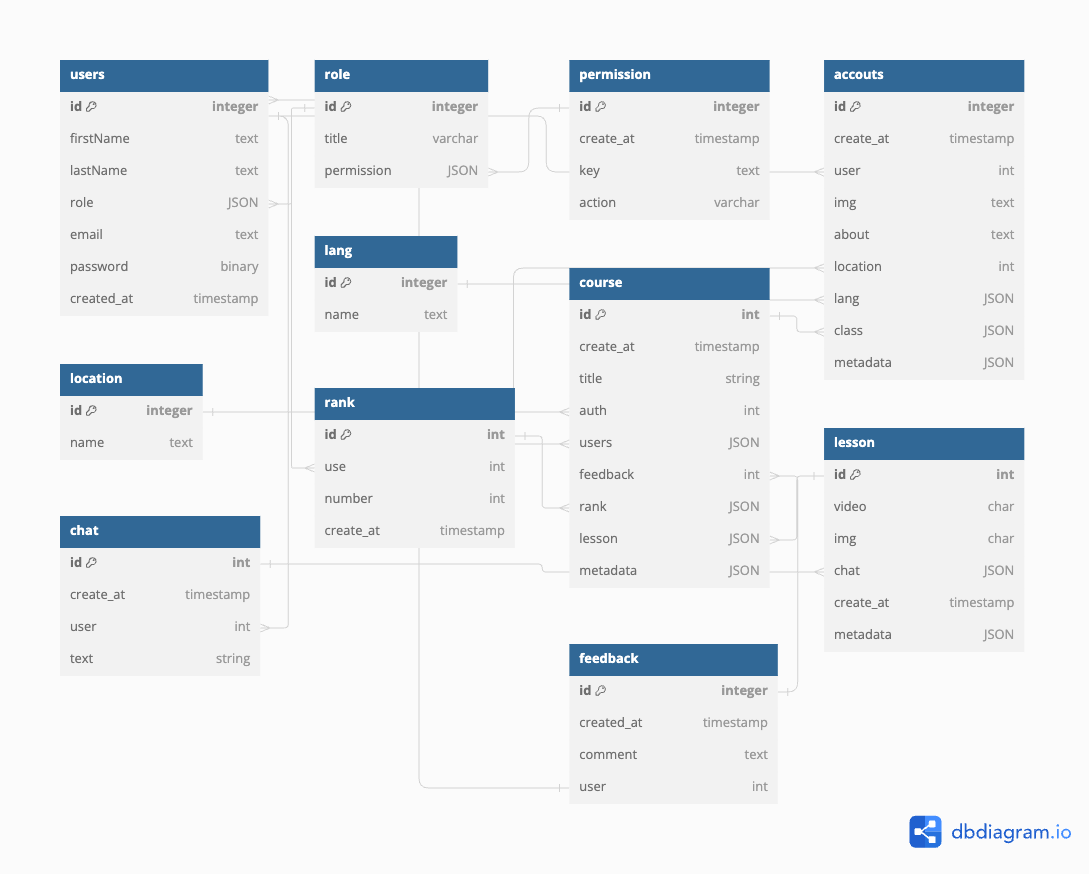 users
id integer
firstName text
lastName text
role JSON
email text
password binary
created_at timestamp
role
id integer
title varchar
permission JSON
permission
id integer
create_at timestamp
key text
action varchar
accouts
id integer
create_at timestamp
user int
img text
about text
location int
lang JSON
class JSON
metadata JSON
lang
id integer
name text
course
id int
create_at timestamp
title string
auth int
users JSON
feedback int
rank JSON
lesson JSON
metadata JSON
location
id integer
name text
rank
id int
use int
number int
create_at timestamp
lesson
id int
video char
img char
chat JSON
create_at timestamp
metadata JSON
chat
id int
create_at timestamp
user int
text string
feedback
id integer
created_at timestamp
comment text
user int
dbdiagram.io